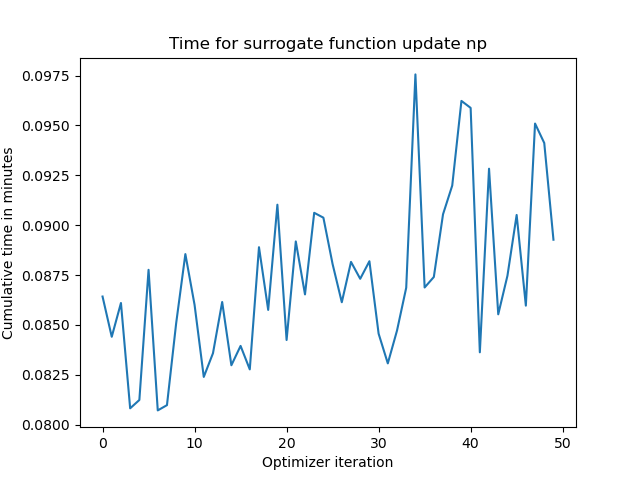 Time for surrogate function update np
Cumulative time in minutes
0.0975
0.0950
0.0925
0.0900
0.0875
0.0850
0.0825
0.0800
0 10 20 30 40 50
Optimizer iteration